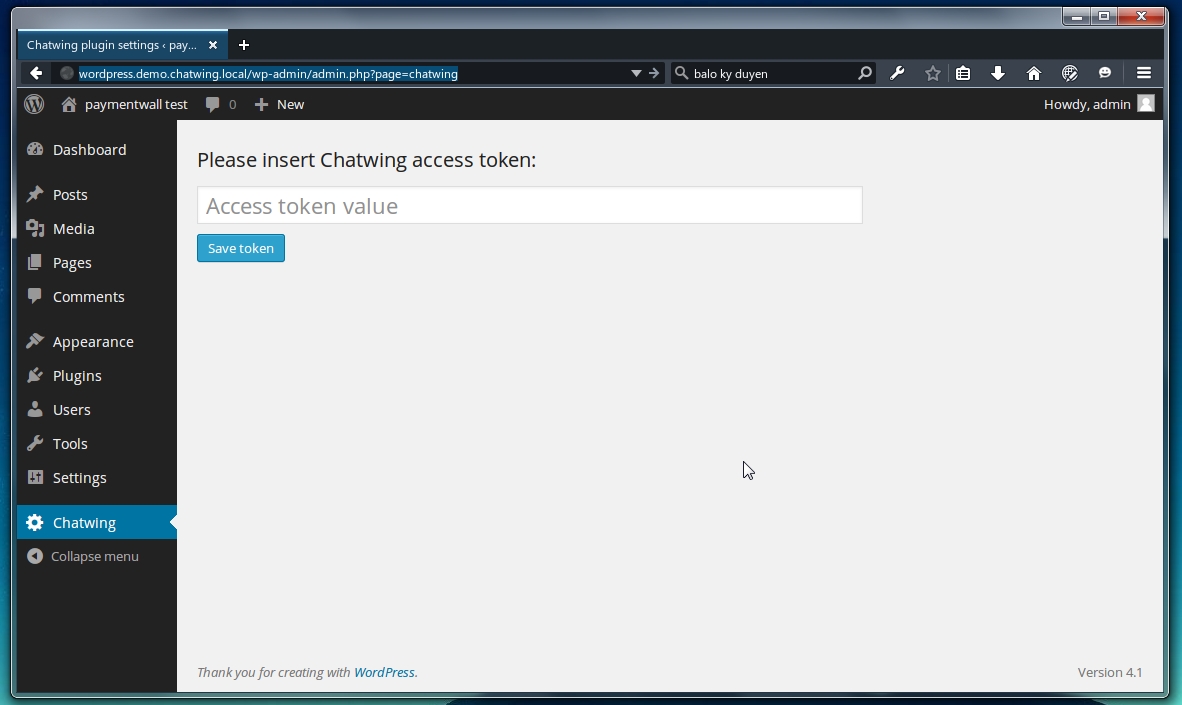 Chatwing plugin settings ‹ pay...
wordpress.demo.chatwing.local/wp-admin/admin.php?page=chatwing
balo ky duyen
paymentwall test
0
New
Howdy, admin
Dashboard
Posts
Media
Pages
Comments
Appearance
Plugins
Users
Tools
Settings
Chatwing
Collapse menu
Please insert Chatwing access token:
Access token value
Save token
Thank you for creating with WordPress.
Version 4.1